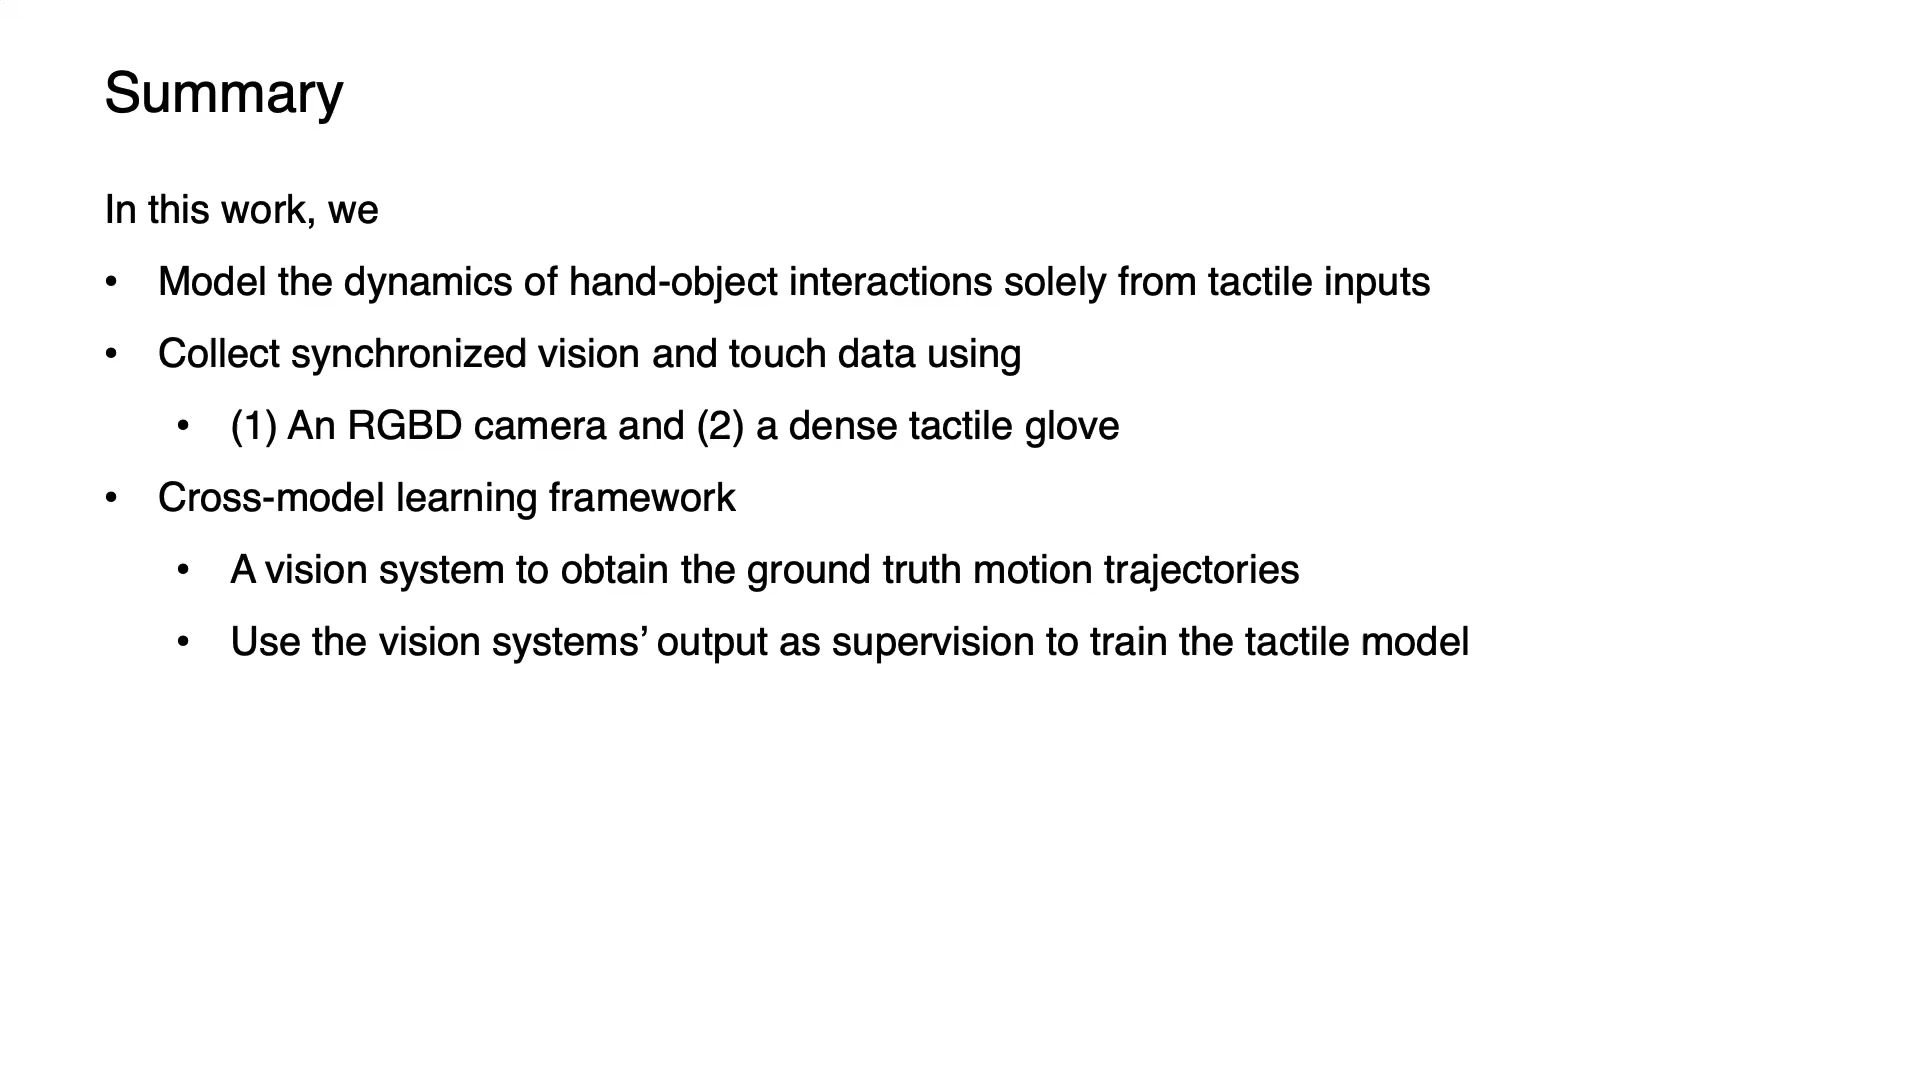 Summary
In this work, we
• Model the dynamics of hand-object interactions solely from tactile inputs
• Collect synchronized vision and touch data using
• (1) An RGBD camera and (2) a dense tactile glove
• Cross-model learning framework
• A vision system to obtain the ground truth motion trajectories
• Use the vision systems’ output as supervision to train the tactile model